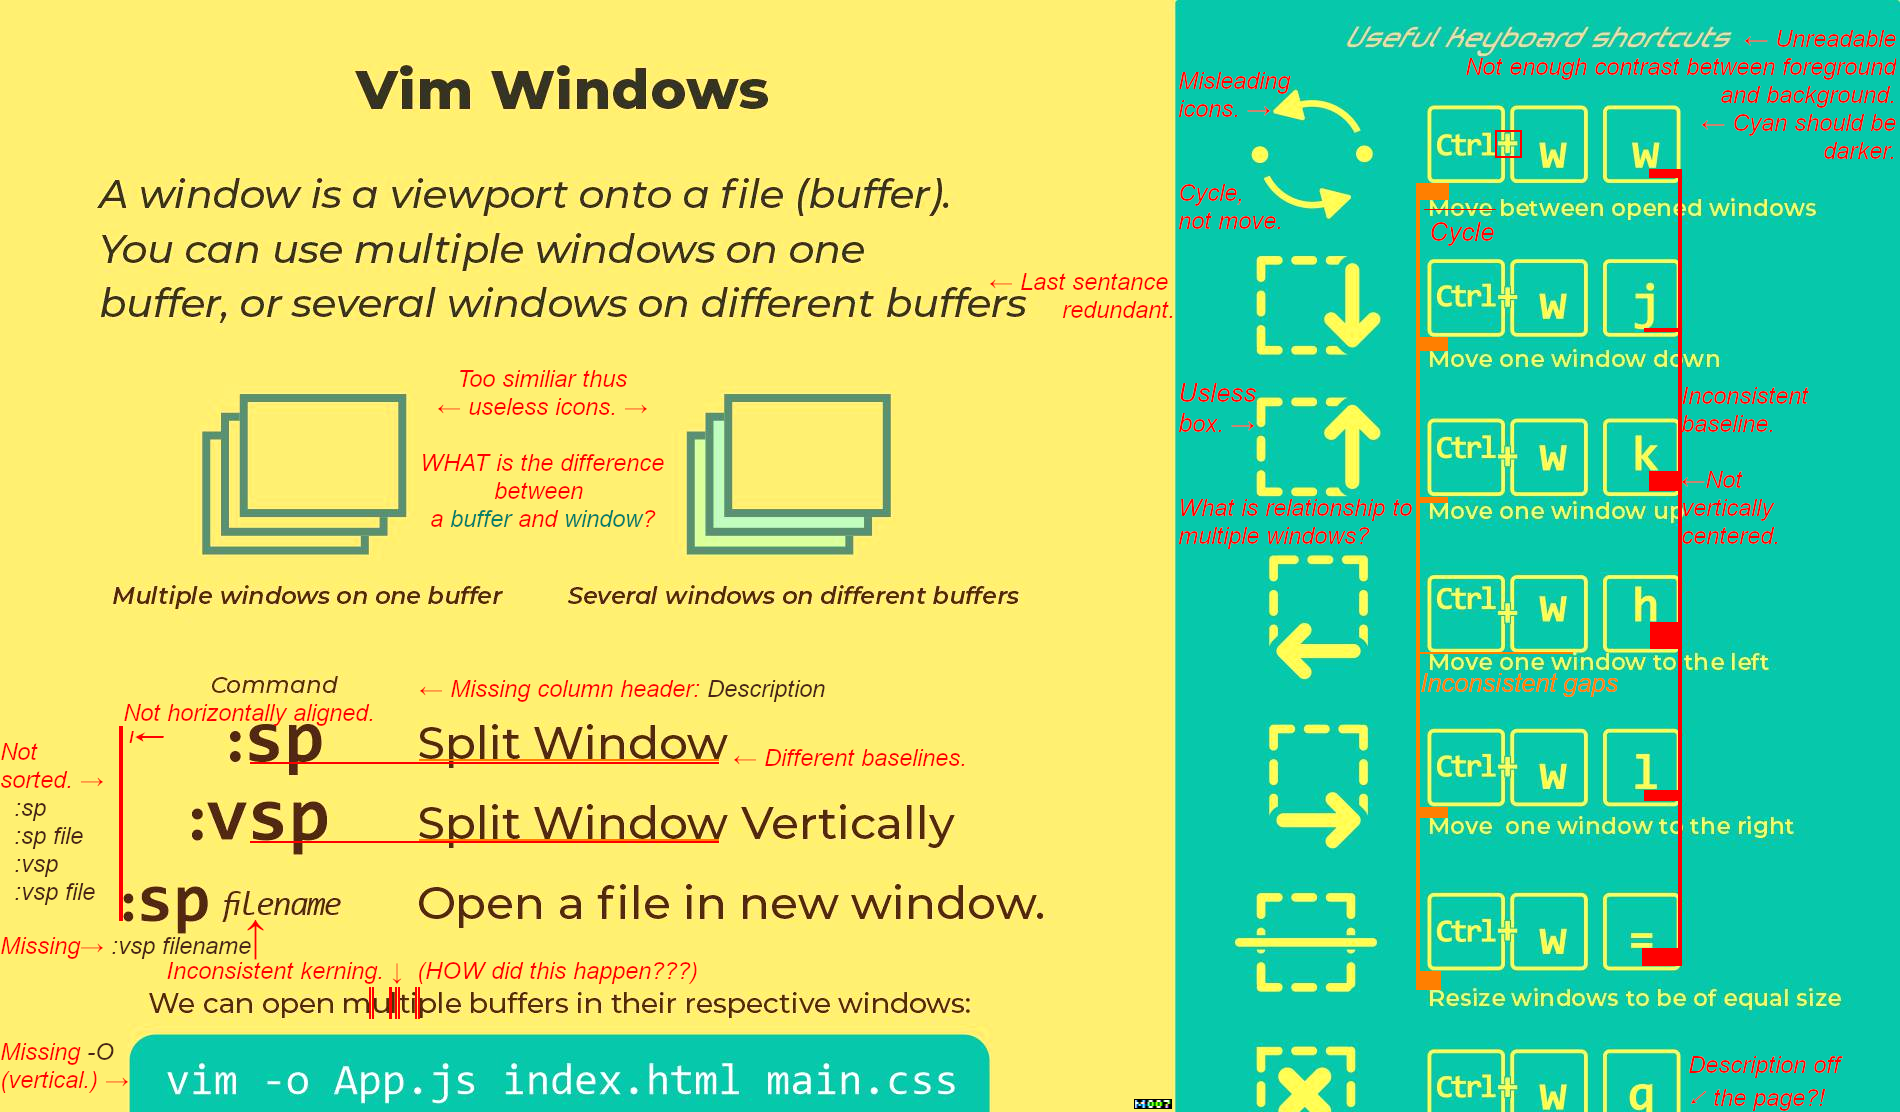 Vim Windows
A window is a viewport onto a file (buffer).
You can use multiple windows on one
buffer, or several windows on different buffers
← Last sentance
redundant.
Too similiar thus
← useless icons. →
WHAT is the difference
between
a buffer and window?
Multiple windows on one buffer
Several windows on different buffers
Command
← Missing column header: Description
Not horizontally aligned.
←
:sp
Split Window
← Different baselines.
Not
sorted. →
:sp
:sp file
:vsp
:vsp file
:vsp
Split Window Vertically
:sp filename
Open a file in new window.
Missing→ :vsp filename
Inconsistent kerning. ↓ (HOW did this happen???)
We can open multiple buffers in their respective windows:
Missing -O
(vertical.) →
vim -o App.js index.html main.css
M007
Useful keyboard shortcuts
← Unreadable
Not enough contrast between foreground
and background.
← Cyan should be
darker.
Misleading
icons. →
Ctrl + w w
Cycle,
not move.
Move between opened windows
Cycle
Ctrl + w j
Move one window down
Usless
box. →
Inconsistent
baseline.
Ctrl + w k
←Not
vertically
centered.
What is relationship to
multiple windows?
Move one window up
Ctrl + w h
Move one window to the left
Inconsistent gaps
Ctrl + w l
Move  one window to the right
Ctrl + w =
Resize windows to be of equal size
Ctrl + w q
Description off
↙ the page?!